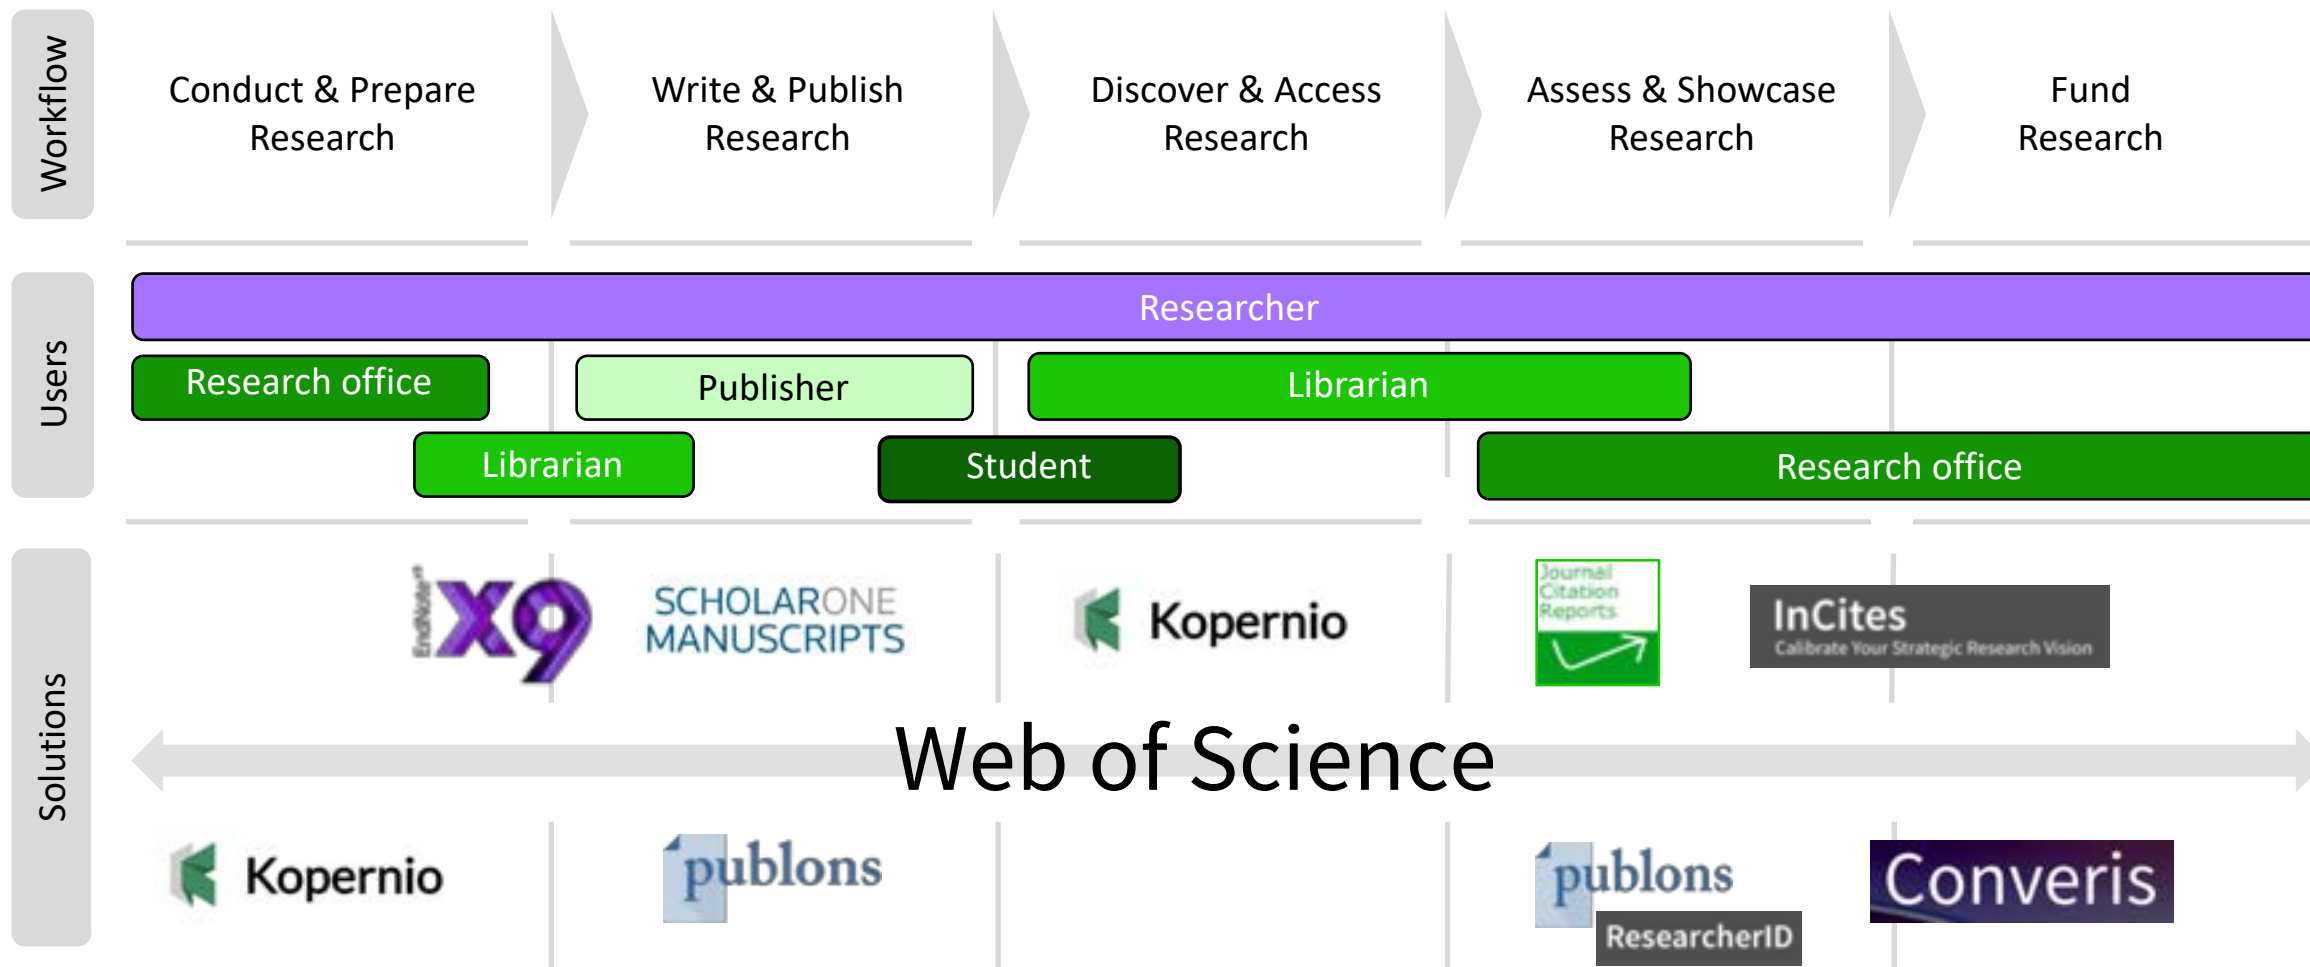 Workflow
Conduct & Prepare
Research
Write & Publish
Research
Discover & Access
Research
Assess & Showcase
Research
Fund
Research
Users
Researcher
Research office
Publisher
Librarian
Librarian
Student
Research office
Solutions
EndNote
X9
SCHOLARONE
MANUSCRIPTS
Kopernio
Journal
Citation
Reports
InCites
Calibrate Your Strategic Research Vision
Web of Science
Kopernio
publons
publons
ResearcherID
Converis